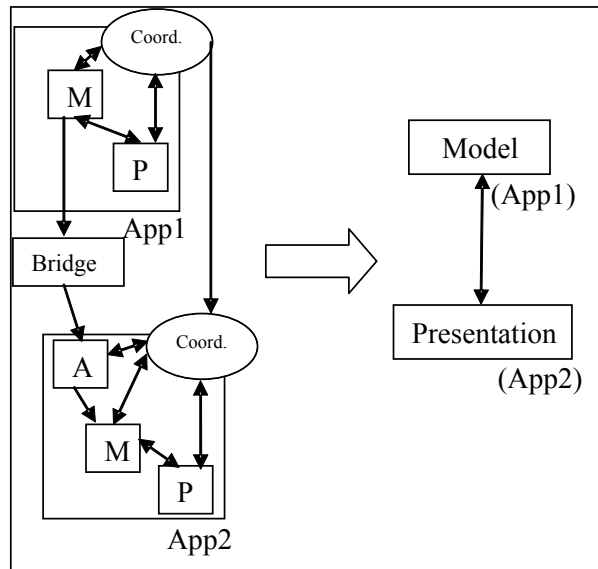 Coord.
M
P
App1
Bridge
Coord.
A
M
P
App2
Model
(App1)
Presentation
(App2)